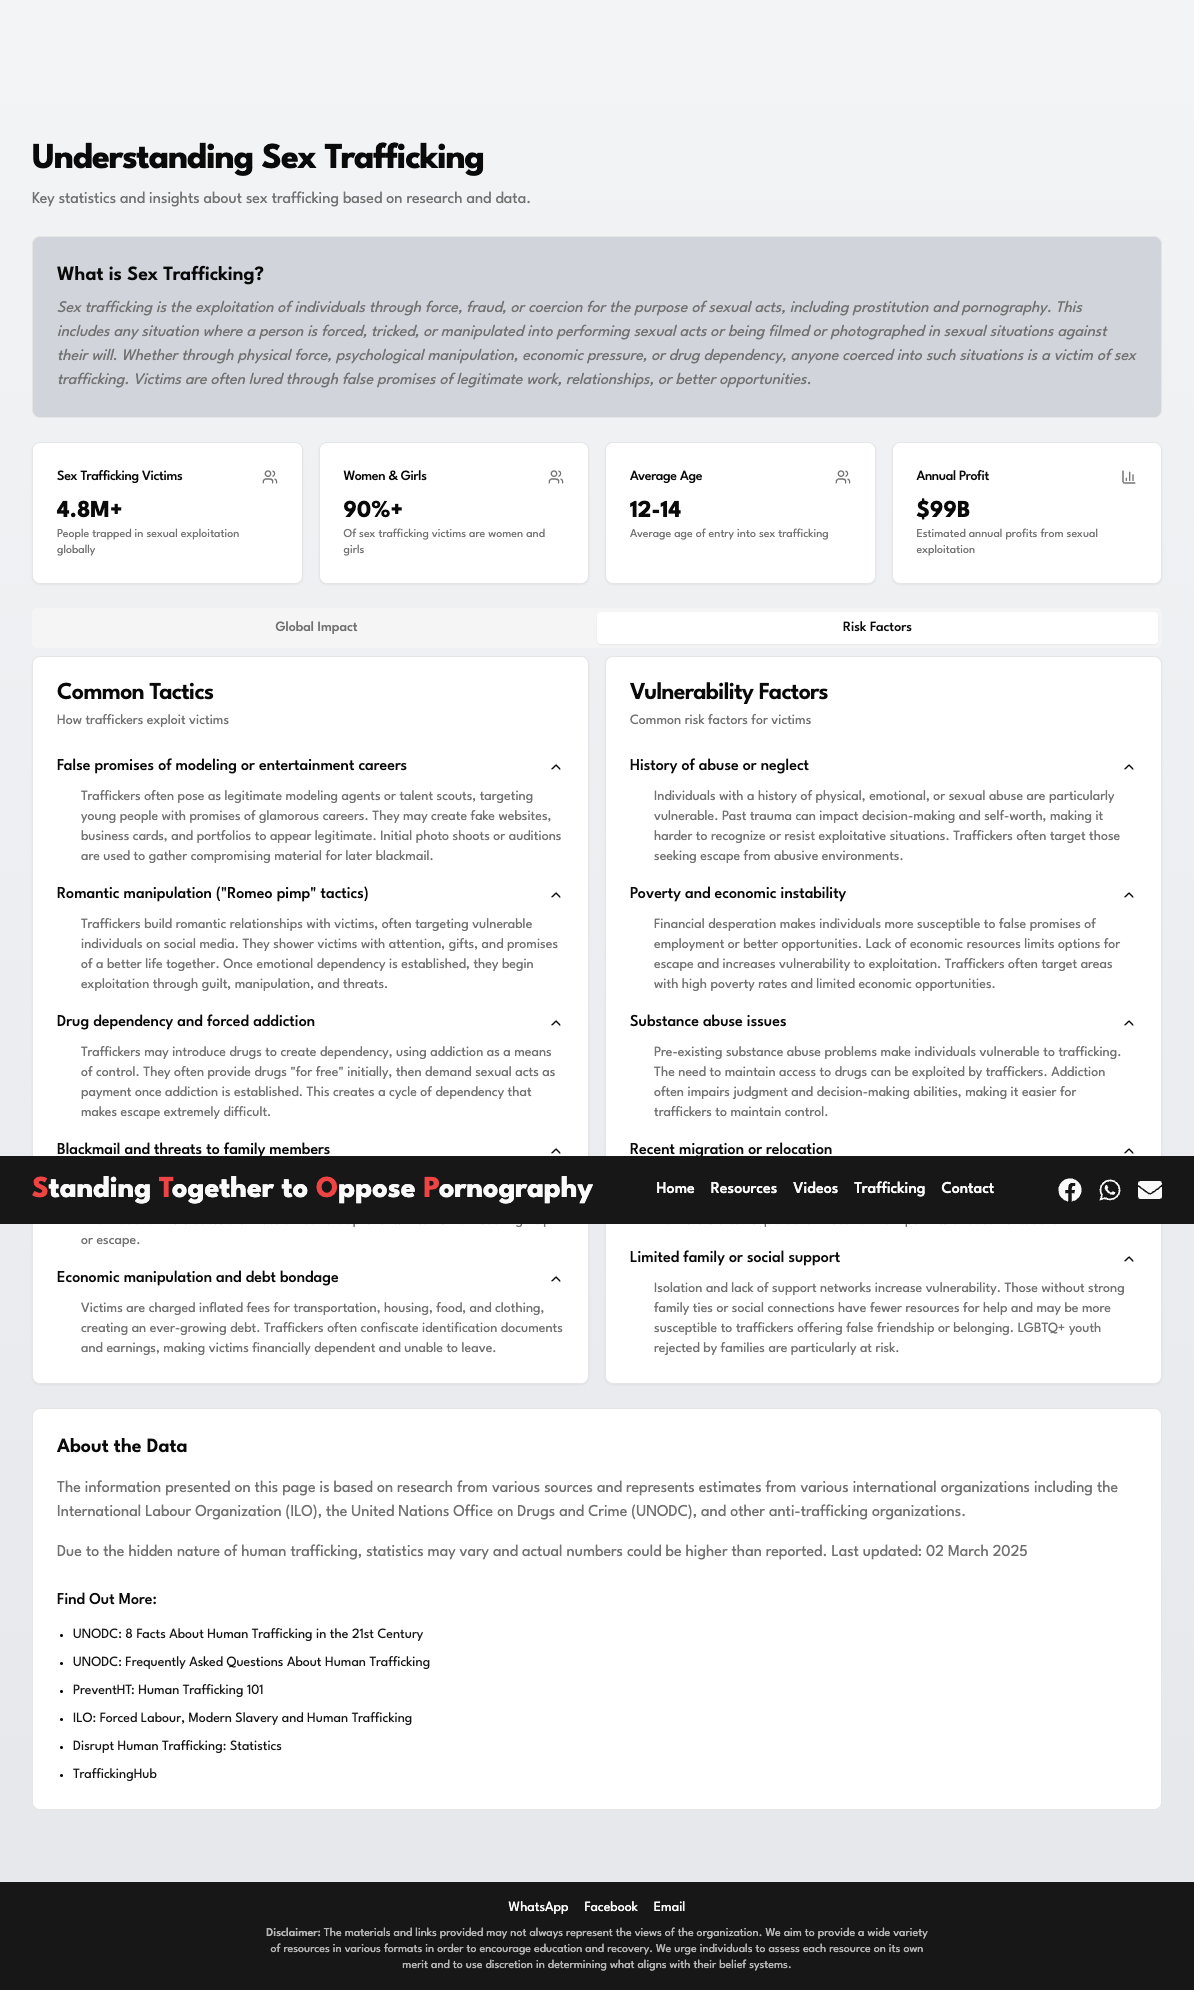 Understanding Sex Trafficking
Key statistics and insights about sex trafficking based on research and data.
What is Sex Trafficking?
Sex trafficking is the exploitation of individuals through force, fraud, or coercion for the purpose of sexual acts, including prostitution and pornography. This
includes any situation where a person is forced, tricked, or manipulated into performing sexual acts or being filmed or photographed in sexual situations against
their will. Whether through physical force, psychological manipulation, economic pressure, or drug dependency, anyone coerced into such situations is a victim of sex
trafficking. Victims are often lured through false promises of legitimate work, relationships, or better opportunities.
Sex Trafficking Victims
4.8M+
People trapped in sexual exploitation
globally
Women & Girls
90%+
Of sex trafficking victims are women and
girls
Average Age
12-14
Average age of entry into sex trafficking
Annual Profit
$99B
Estimated annual profits from sexual
exploitation
Global Impact
Risk Factors
Common Tactics
How traffickers exploit victims
False promises of modeling or entertainment careers
Traffickers often pose as legitimate modeling agents or talent scouts, targeting
young people with promises of glamorous careers. They may create fake websites,
business cards, and portfolios to appear legitimate. Initial photo shoots or auditions
are used to gather compromising material for later blackmail.
Romantic manipulation ("Romeo pimp" tactics)
Traffickers build romantic relationships with victims, often targeting vulnerable
individuals on social media. They shower victims with attention, gifts, and promises
of a better life together. Once emotional dependency is established, they begin
exploitation through guilt, manipulation, and threats.
Drug dependency and forced addiction
Traffickers may introduce drugs to create dependency, using addiction as a means
of control. They often provide drugs "for free" initially, then demand sexual acts as
payment once addiction is established. This creates a cycle of dependency that
makes escape extremely difficult.
Blackmail and threats to family members
or escape.
Economic manipulation and debt bondage
Victims are charged inflated fees for transportation, housing, food, and clothing,
creating an ever-growing debt. Traffickers often confiscate identification documents
and earnings, making victims financially dependent and unable to leave.
Vulnerability Factors
Common risk factors for victims
History of abuse or neglect
Individuals with a history of physical, emotional, or sexual abuse are particularly
vulnerable. Past trauma can impact decision-making and self-worth, making it
harder to recognize or resist exploitative situations. Traffickers often target those
seeking escape from abusive environments.
Poverty and economic instability
Financial desperation makes individuals more susceptible to false promises of
employment or better opportunities. Lack of economic resources limits options for
escape and increases vulnerability to exploitation. Traffickers often target areas
with high poverty rates and limited economic opportunities.
Substance abuse issues
Pre-existing substance abuse problems make individuals vulnerable to trafficking.
The need to maintain access to drugs can be exploited by traffickers. Addiction
often impairs judgment and decision-making abilities, making it easier for
traffickers to maintain control.
Recent migration or relocation
Limited family or social support
Isolation and lack of support networks increase vulnerability. Those without strong
family ties or social connections have fewer resources for help and may be more
susceptible to traffickers offering false friendship or belonging. LGBTQ+ youth
rejected by families are particularly at risk.
Standing Together to Oppose Pornography
Home Resources Videos Trafficking Contact
About the Data
The information presented on this page is based on research from various sources and represents estimates from various international organizations including the
International Labour Organization (ILO), the United Nations Office on Drugs and Crime (UNODC), and other anti-trafficking organizations.
Due to the hidden nature of human trafficking, statistics may vary and actual numbers could be higher than reported. Last updated: 02 March 2025
Find Out More:
• UNODC: 8 Facts About Human Trafficking in the 21st Century
• UNODC: Frequently Asked Questions About Human Trafficking
• PreventHT: Human Trafficking 101
• ILO: Forced Labour, Modern Slavery and Human Trafficking
• Disrupt Human Trafficking: Statistics
• TraffickingHub
WhatsApp Facebook Email
Disclaimer: The materials and links provided may not always represent the views of the organization. We aim to provide a wide variety
of resources in various formats in order to encourage education and recovery. We urge individuals to assess each resource on its own
merit and to use discretion in determining what aligns with their belief systems.